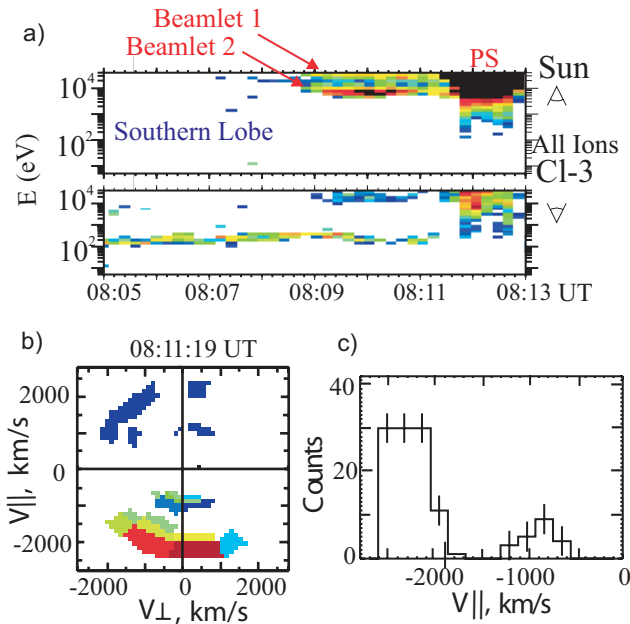 a)
Beamlet 1
Beamlet 2
PS
Sun
Southern Lobe
All Ions
Cl-3
E (eV)
10⁴
10²
10⁴
10²
08:05 08:07 08:09 08:11 08:13 UT
b)
08:11:19 UT
V||, km/s
2000
0
-2000
-2000 0 2000
V⊥, km/s
c)
Counts
40
20
0
-2000 -1000 0
V||, km/s